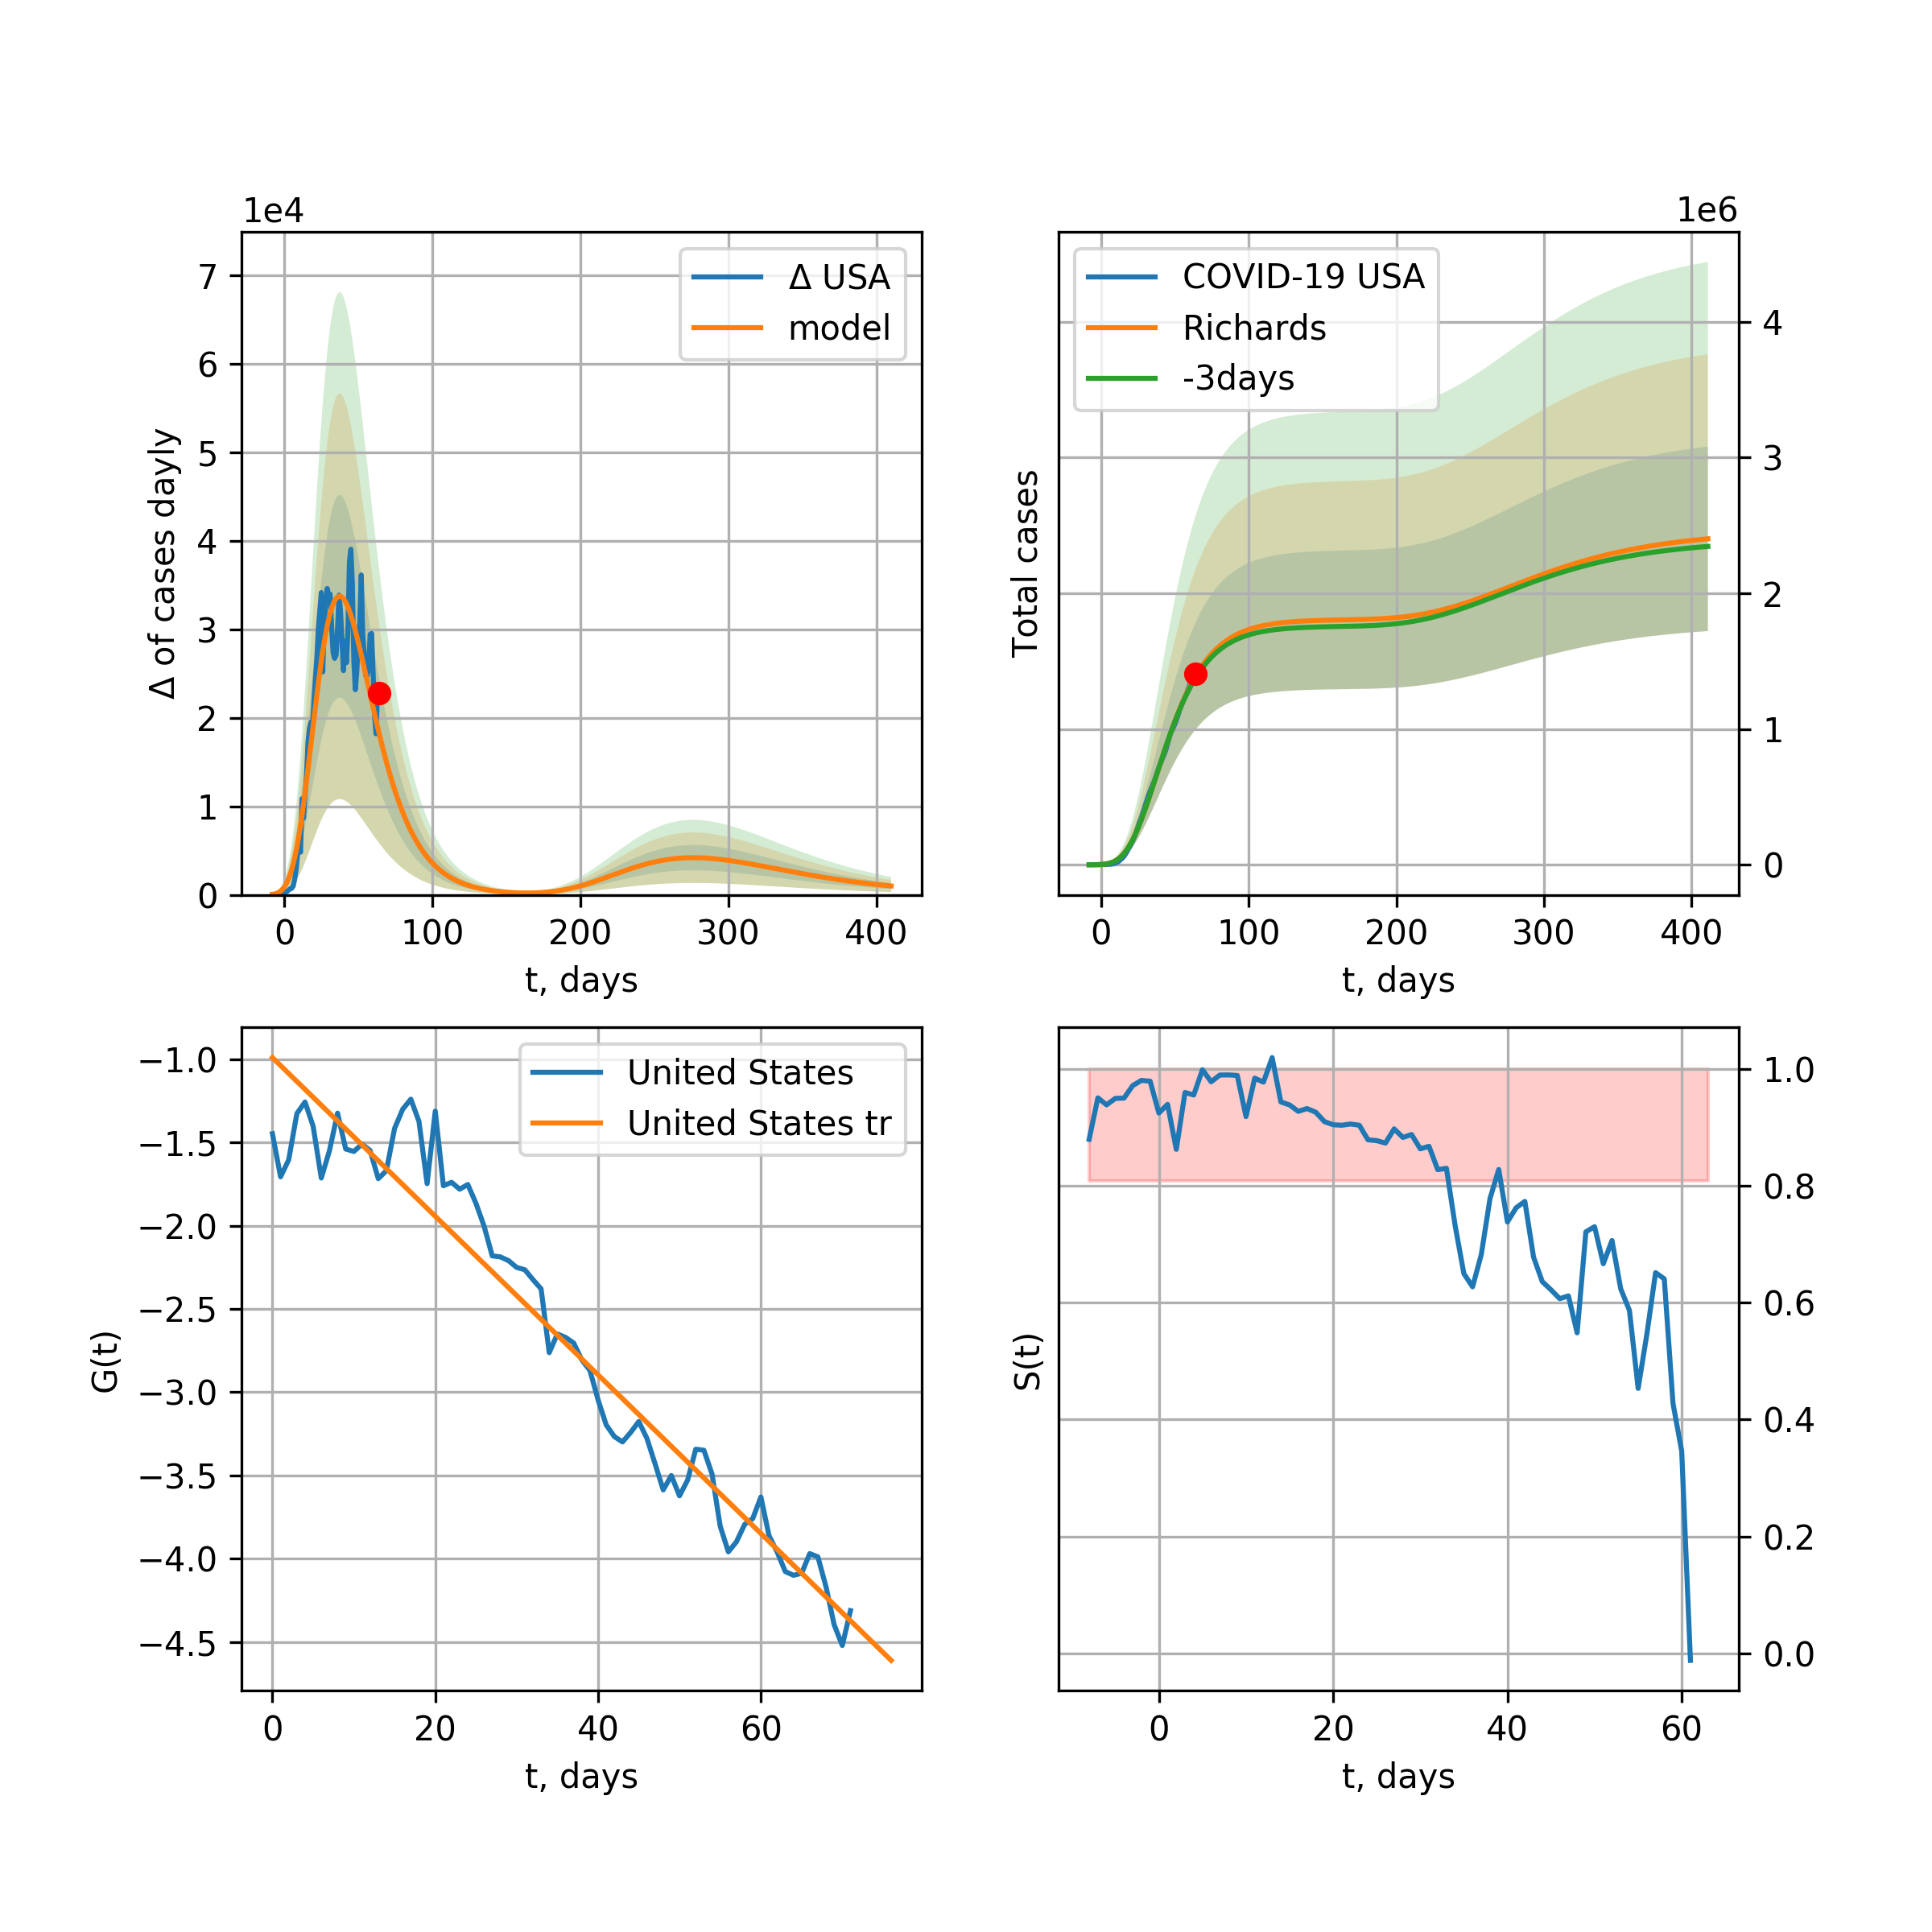 1e4
7
6
5
4
3
2
1
0
Δ of cases dayly
Δ USA
model
0 100 200 300 400
t, days
1e6
4
3
2
1
0
Total cases
COVID-19 USA
Richards
-3days
0 100 200 300 400
t, days
−1.0
−1.5
−2.0
−2.5
−3.0
−3.5
−4.0
−4.5
G(t)
United States
United States tr
0 20 40 60
t, days
1.0
0.8
0.6
0.4
0.2
0.0
S(t)
0 20 40 60
t, days